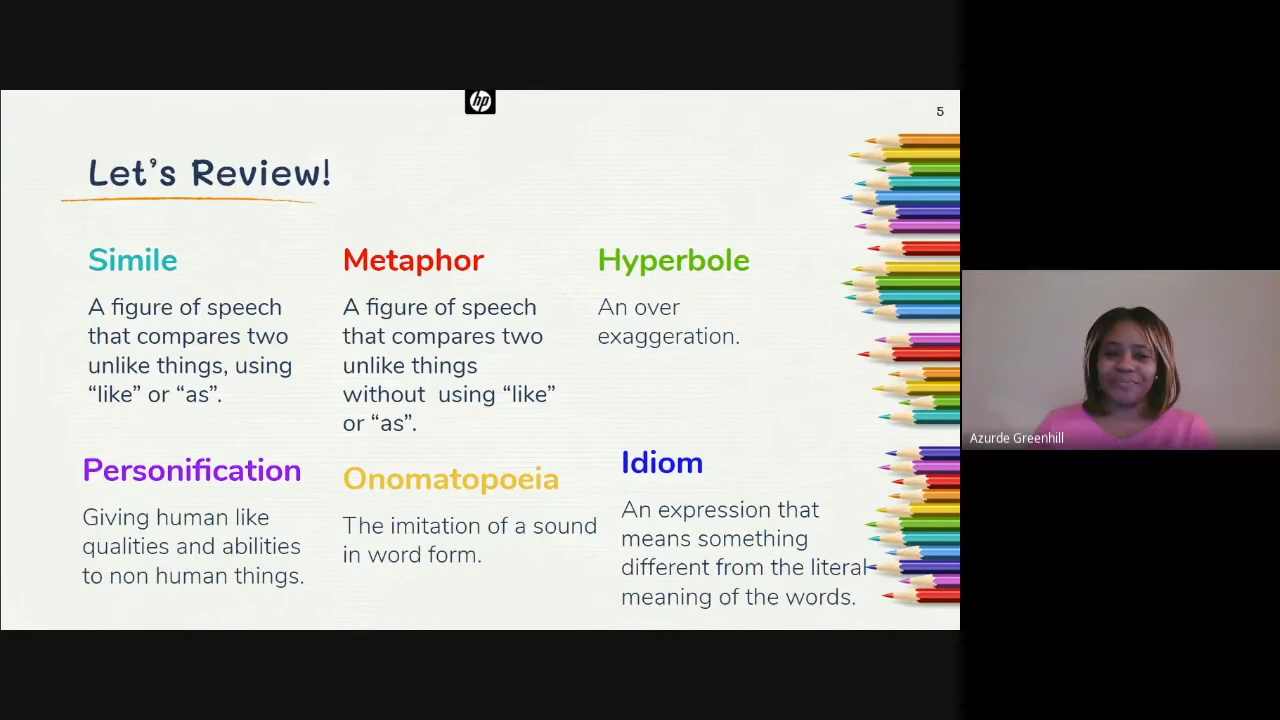 hp
5
Let's Review!
Simile
A figure of speech
that compares two
unlike things, using
“like” or “as”.
Metaphor
A figure of speech
that compares two
unlike things
without using “like”
or “as”.
Hyperbole
An over
exaggeration.
Personification
Giving human like
qualities and abilities
to non human things.
Onomatopoeia
The imitation of a sound
in word form.
Idiom
An expression that
means something
different from the literal
meaning of the words.
Azurde Greenhill